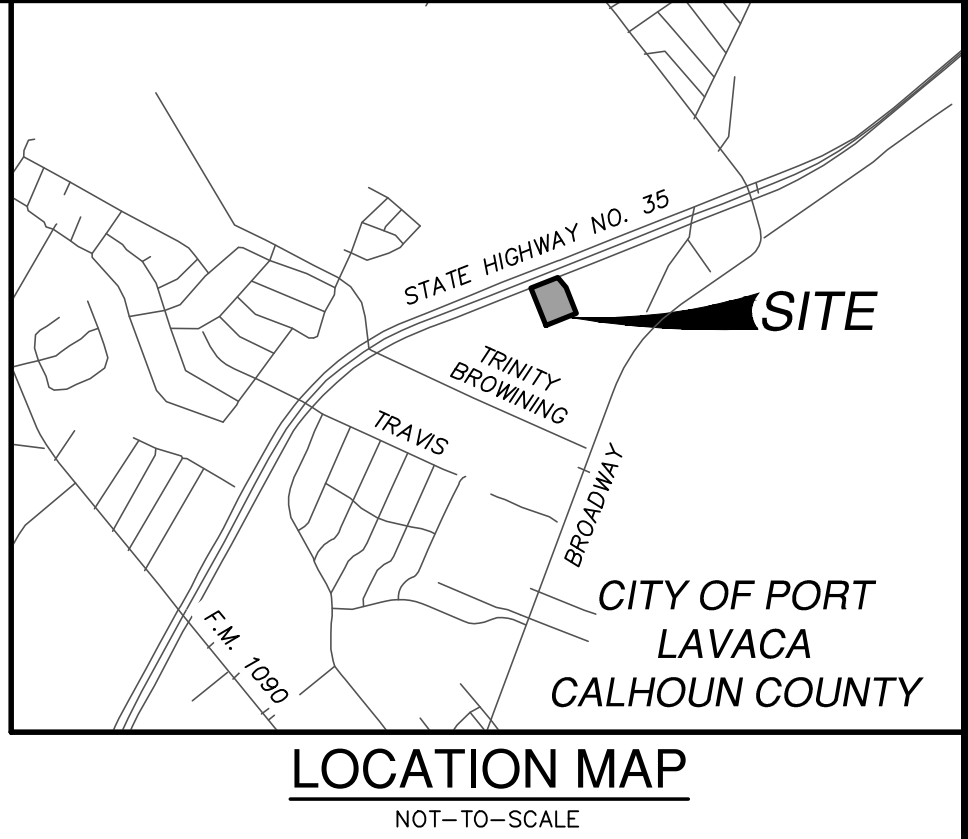 STATE HIGHWAY NO. 35
SITE
TRINITY
BROWINING
TRAVIS
BROADWAY
F.M. 1090
CITY OF PORT
LAVACA
CALHOUN COUNTY
LOCATION MAP
NOT-TO-SCALE